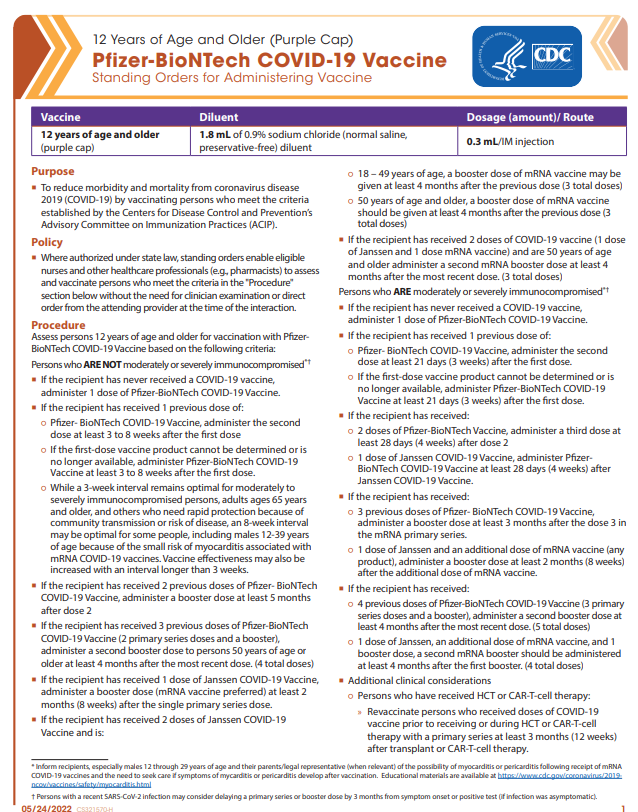 12 Years of Age and Older (Purple Cap)
Pfizer-BioNTech COVID-19 Vaccine
Standing Orders for Administering Vaccine
CDC
Vaccine
Diluent
Dosage (amount)/ Route
12 years of age and older
(purple cap)
1.8 mL of 0.9% sodium chloride (normal saline,
preservative-free) diluent
0.3 mL/IM injection
Purpose
▪ To reduce morbidity and mortality from coronavirus disease
2019 (COVID-19) by vaccinating persons who meet the criteria
established by the Centers for Disease Control and Prevention's
Advisory Committee on Immunization Practices (ACIP).
Policy
▪ Where authorized under state law, standing orders enable eligible
nurses and other healthcare professionals (e.g., pharmacists) to assess
and vaccinate persons who meet the criteria in the "Procedure"
section below without the need for clinician examination or direct
order from the attending provider at the time of the interaction.
Procedure
Assess persons 12 years of age and older for vaccination with Pfizer-
BioNTech COVID-19 Vaccine based on the following criteria:
Persons who ARE NOT moderately or severely immunocompromised*†
▪ If the recipient has never received a COVID-19 vaccine,
administer 1 dose of Pfizer-BioNTech COVID-19 Vaccine.
▪ If the recipient has received 1 previous dose of:
o Pfizer- BioNTech COVID-19 Vaccine, administer the second
dose at least 3 to 8 weeks after the first dose
o If the first-dose vaccine product cannot be determined or is
no longer available, administer Pfizer-BioNTech COVID-19
Vaccine at least 3 to 8 weeks after the first dose.
o While a 3-week interval remains optimal for moderately to
severely immunocompromised persons, adults ages 65 years
and older, and others who need rapid protection because of
community transmission or risk of disease, an 8-week interval
may be optimal for some people, including males 12-39 years
of age because of the small risk of myocarditis associated with
mRNA COVID-19 vaccines. Vaccine effectiveness may also be
increased with an interval longer than 3 weeks.
▪ If the recipient has received 2 previous doses of Pfizer- BioNTech
COVID-19 Vaccine, administer a booster dose at least 5 months
after dose 2
▪ If the recipient has received 3 previous doses of Pfizer-BioNTech
COVID-19 Vaccine (2 primary series doses and a booster),
administer a second booster dose to persons 50 years of age or
older at least 4 months after the most recent dose. (4 total doses)
▪ If the recipient has received 1 dose of Janssen COVID-19 Vaccine,
administer a booster dose (mRNA vaccine preferred) at least 2
months (8 weeks) after the single primary series dose.
▪ If the recipient has received 2 doses of Janssen COVID-19
Vaccine and is:
o 18 – 49 years of age, a booster dose of mRNA vaccine may be
given at least 4 months after the previous dose (3 total doses)
o 50 years of age and older, a booster dose of mRNA vaccine
should be given at least 4 months after the previous dose (3
total doses)
▪ If the recipient has received 2 doses of COVID-19 vaccine (1 dose
of Janssen and 1 dose mRNA vaccine) and are 50 years of age
and older administer a second mRNA booster dose at least 4
months after the most recent dose. (3 total doses)
Persons who ARE moderately or severely immunocompromised*†
▪ If the recipient has never received a COVID-19 vaccine,
administer 1 dose of Pfizer-BioNTech COVID-19 Vaccine.
▪ If the recipient has received 1 previous dose of:
o Pfizer- BioNTech COVID-19 Vaccine, administer the second
dose at least 21 days (3 weeks) after the first dose.
o If the first-dose vaccine product cannot be determined or is
no longer available, administer Pfizer-BioNTech COVID-19
Vaccine at least 21 days (3 weeks) after the first dose.
▪ If the recipient has received:
o 2 doses of Pfizer-BioNTech Vaccine, administer a third dose at
least 28 days (4 weeks) after dose 2
o 1 dose of Janssen COVID-19 Vaccine, administer Pfizer-
BioNTech COVID-19 Vaccine at least 28 days (4 weeks) after
Janssen COVID-19 Vaccine.
▪ If the recipient has received:
o 3 previous doses of Pfizer- BioNTech COVID-19 Vaccine,
administer a booster dose at least 3 months after the dose 3 in
the mRNA primary series.
o 1 dose of Janssen and an additional dose of mRNA vaccine (any
product), administer a booster dose at least 2 months (8 weeks)
after the additional dose of mRNA vaccine.
▪ If the recipient has received:
o 4 previous doses of Pfizer-BioNTech COVID-19 Vaccine (3 primary
series doses and a booster), administer a second booster dose at
least 4 months after the most recent dose. (5 total doses)
o 1 dose of Janssen, an additional dose of mRNA vaccine, and 1
booster dose, a second mRNA booster should be administered
at least 4 months after the first booster. (4 total doses)
▪ Additional clinical considerations
o Persons who have received HCT or CAR-T-cell therapy:
» Revaccinate persons who received doses of COVID-19
vaccine prior to receiving or during HCT or CAR-T-cell
therapy with a primary series at least 3 months (12 weeks)
after transplant or CAR-T-cell therapy.
* Inform recipients, especially males 12 through 29 years of age and their parents/legal representative (when relevant) of the possibility of myocarditis or pericarditis following receipt of mRNA
COVID-19 vaccines and the need to seek care if symptoms of myocarditis or pericarditis develop after vaccination. Educational materials are available at https://www.cdc.gov/coronavirus/2019-
ncov/vaccines/safety/myocarditis.html
† Persons with a recent SARS-CoV-2 infection may consider delaying a primary series or booster dose by 3 months from symptom onset or positive test (if infection was asymptomatic).
05/24/2022 CS321570-H
1